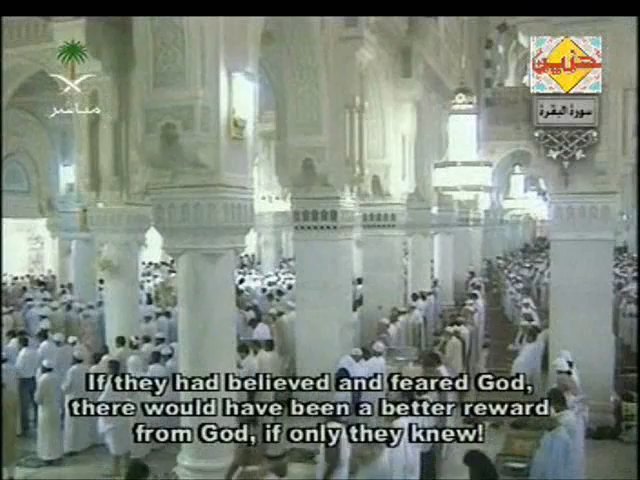 مباشر
سورة البقرة
If they had believed and feared God,
there would have been a better reward
from God, if only they knew!